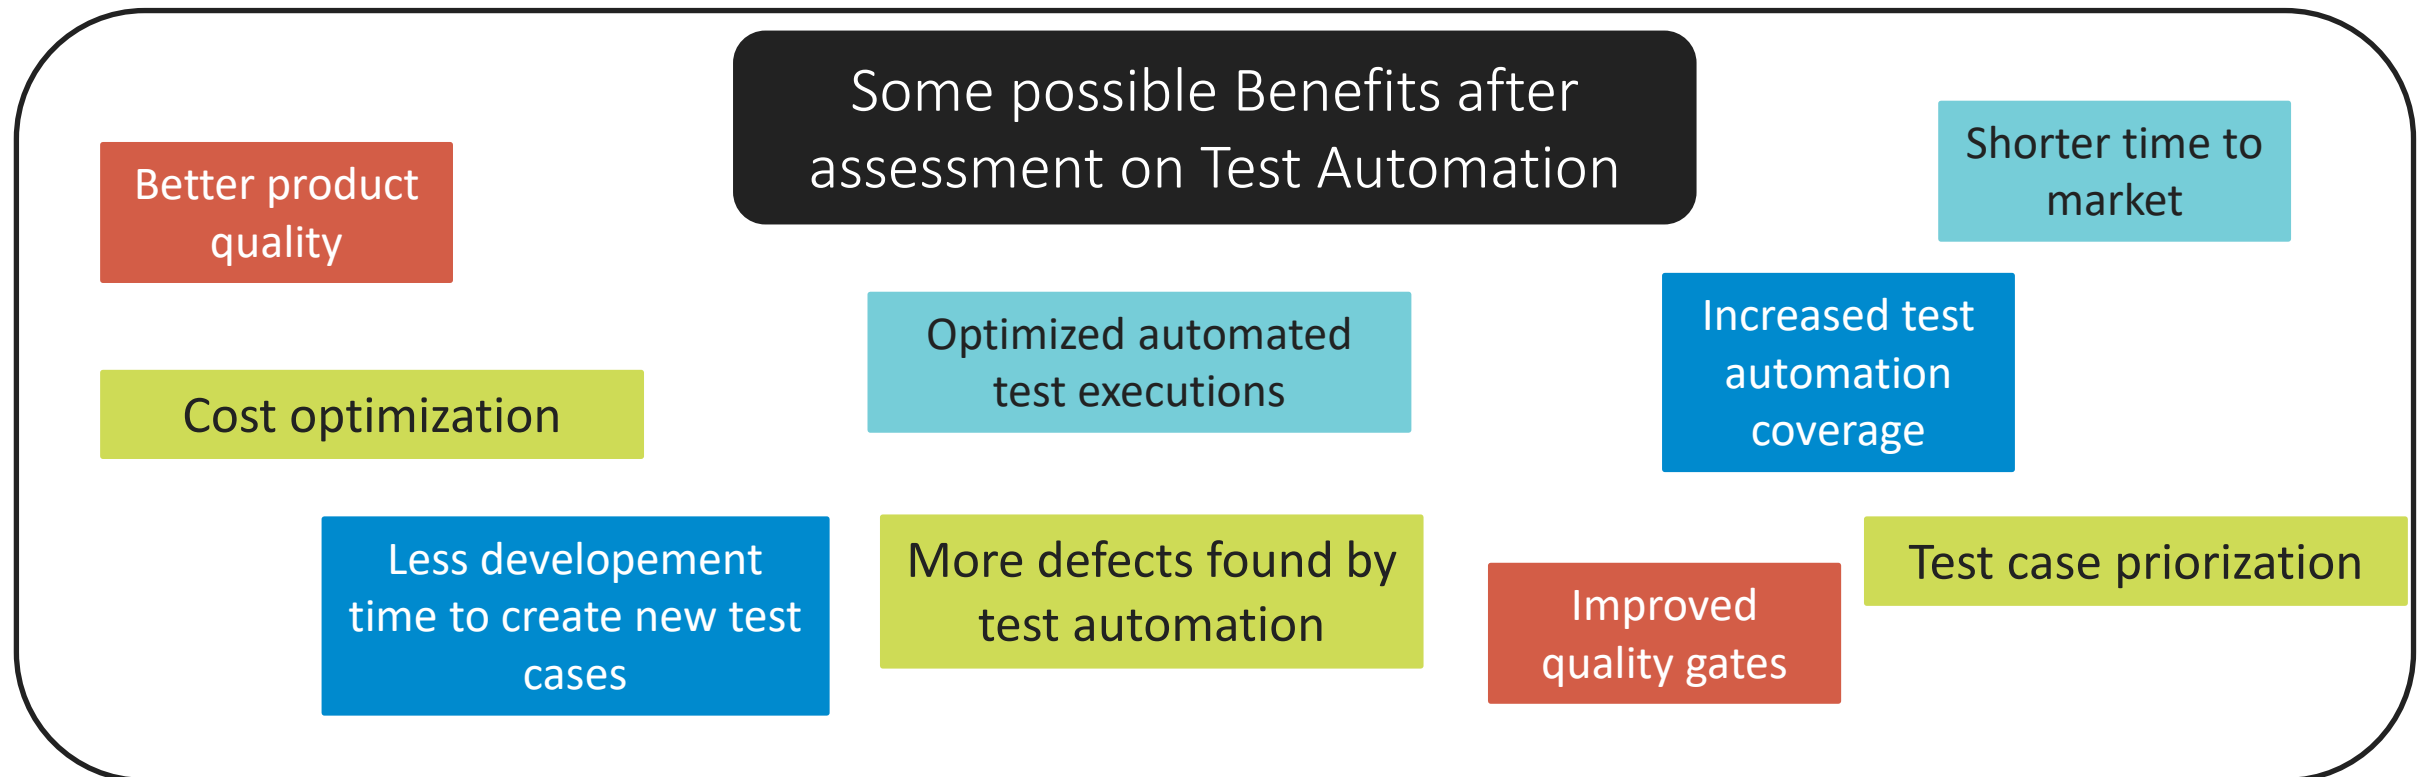 Some possible Benefits after
assessment on Test Automation
Better product
quality
Shorter time to
market
Cost optimization
Optimized automated
test executions
Increased test
automation
coverage
Less developement
time to create new test
cases
More defects found by
test automation
Improved
quality gates
Test case priorization